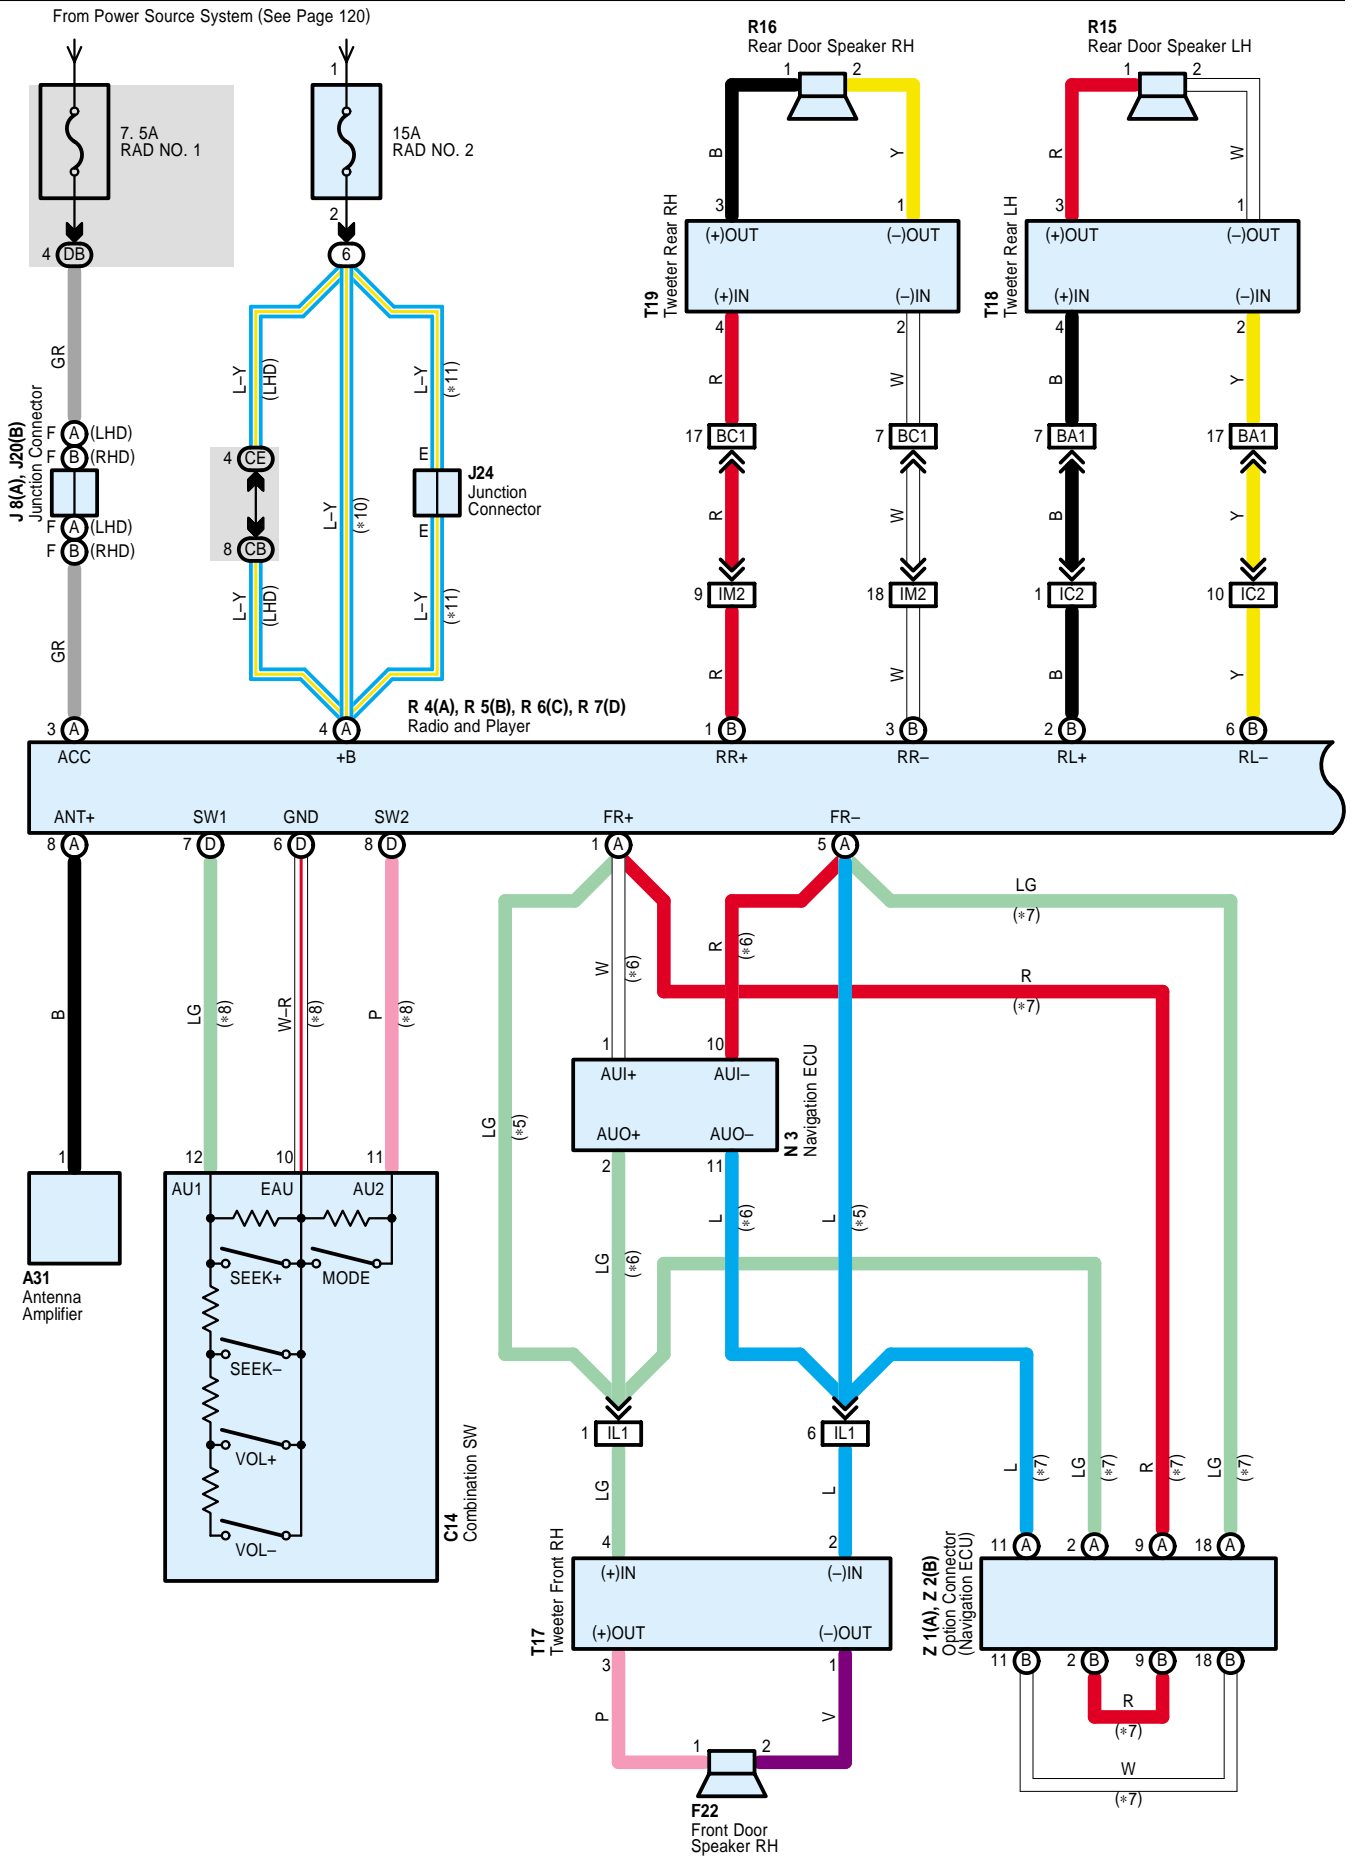 From Power Source System (See Page 120)
7. 5A
RAD NO. 1
4 DB
GR
J 8(A), J20(B)
Junction Connector
F A (LHD)
F B (RHD)
F A (LHD)
F B (RHD)
GR
3 A
ACC
1
15A
RAD NO. 2
2
6
L–Y
(LHD)
4 CE
8 CB
L–Y
(LHD)
L–Y
(*10)
L–Y
(*11)
E
J24
Junction
Connector
E
L–Y
(*11)
4 A
+B
R 4(A), R 5(B), R 6(C), R 7(D)
Radio and Player
R16
Rear Door Speaker RH
1 2
B
Y
3 1
(+)OUT (–)OUT
T19
Tweeter Rear RH
(+)IN (–)IN
4 2
R
W
17 BC1
7 BC1
R
W
9 IM2
18 IM2
R
W
1 B
3 B
RR+ RR–
R15
Rear Door Speaker LH
1 2
R
W
3 1
(+)OUT (–)OUT
T18
Tweeter Rear LH
(+)IN (–)IN
4 2
B
Y
7 BA1
17 BA1
B
Y
1 IC2
10 IC2
B
Y
2 B
6 B
RL+ RL–
ANT+ SW1 GND SW2 FR+ FR–
8 A
7 D
6 D
8 D
1 A
5 A
B
LG
(*8)
W–R
(*8)
P
(*8)
1
A31
Antenna
Amplifier
12 10 11
AU1 EAU AU2
SEEK+ MODE
SEEK–
VOL+
VOL–
C14
Combination SW
LG
(*7)
R
(*7)
W
(*6)
R
(*6)
LG
(*5)
1 10
AUI+ AUI–
AUO+ AUO–
N 3
Navigation ECU
2 11
LG
(*6)
L
(*6)
L
(*5)
1 IL1
6 IL1
LG
L
4 2
(+)IN (–)IN
(+)OUT (–)OUT
T17
Tweeter Front RH
3 1
P
V
1 2
F22
Front Door
Speaker RH
L
(*7)
LG
(*7)
R
(*7)
LG
(*7)
11 A
2 A
9 A
18 A
Z 1(A), Z 2(B)
Option Connector
(Navigation ECU)
11 B
2 B
9 B
18 B
R
(*7)
W
(*7)